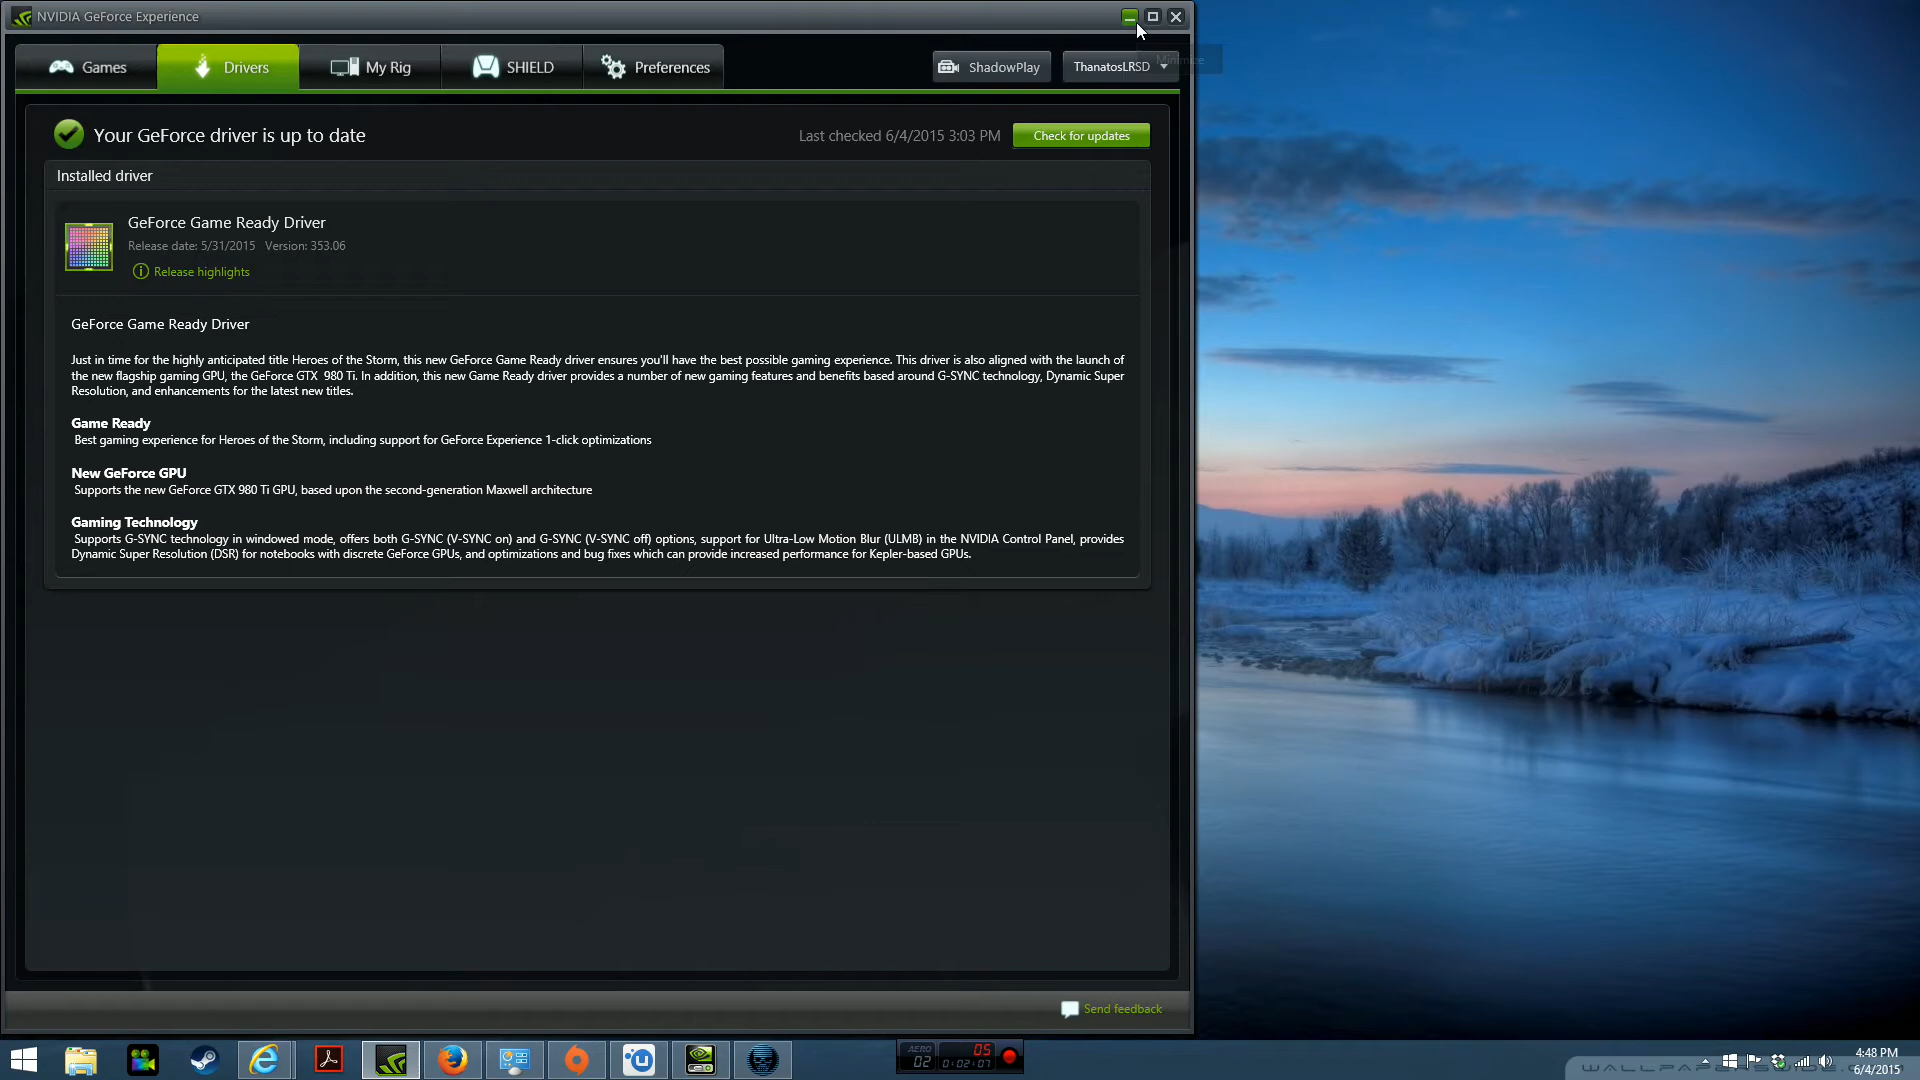 NVIDIA GeForce Experience
Games
Drivers
My Rig
SHIELD
Preferences
ShadowPlay
ThanatosLRSD
Minimize
Your GeForce driver is up to date
Last checked 6/4/2015 3:03 PM
Check for updates
Installed driver
GeForce Game Ready Driver
Release date: 5/31/2015 Version: 353.06
Release highlights
GeForce Game Ready Driver
Just in time for the highly anticipated title Heroes of the Storm, this new GeForce Game Ready driver ensures you'll have the best possible gaming experience. This driver is also aligned with the launch of
the new flagship gaming GPU, the GeForce GTX 980 Ti. In addition, this new Game Ready driver provides a number of new gaming features and benefits based around G-SYNC technology, Dynamic Super
Resolution, and enhancements for the latest new titles.
Game Ready
Best gaming experience for Heroes of the Storm, including support for GeForce Experience 1-click optimizations
New GeForce GPU
Supports the new GeForce GTX 980 Ti GPU, based upon the second-generation Maxwell architecture
Gaming Technology
Supports G-SYNC technology in windowed mode, offers both G-SYNC (V-SYNC on) and G-SYNC (V-SYNC off) options, support for Ultra-Low Motion Blur (ULMB) in the NVIDIA Control Panel, provides
Dynamic Super Resolution (DSR) for notebooks with discrete GeForce GPUs, and optimizations and bug fixes which can provide increased performance for Kepler-based GPUs.
Send feedback
AERO
02
05
0:02:07
4:48 PM
6/4/2015